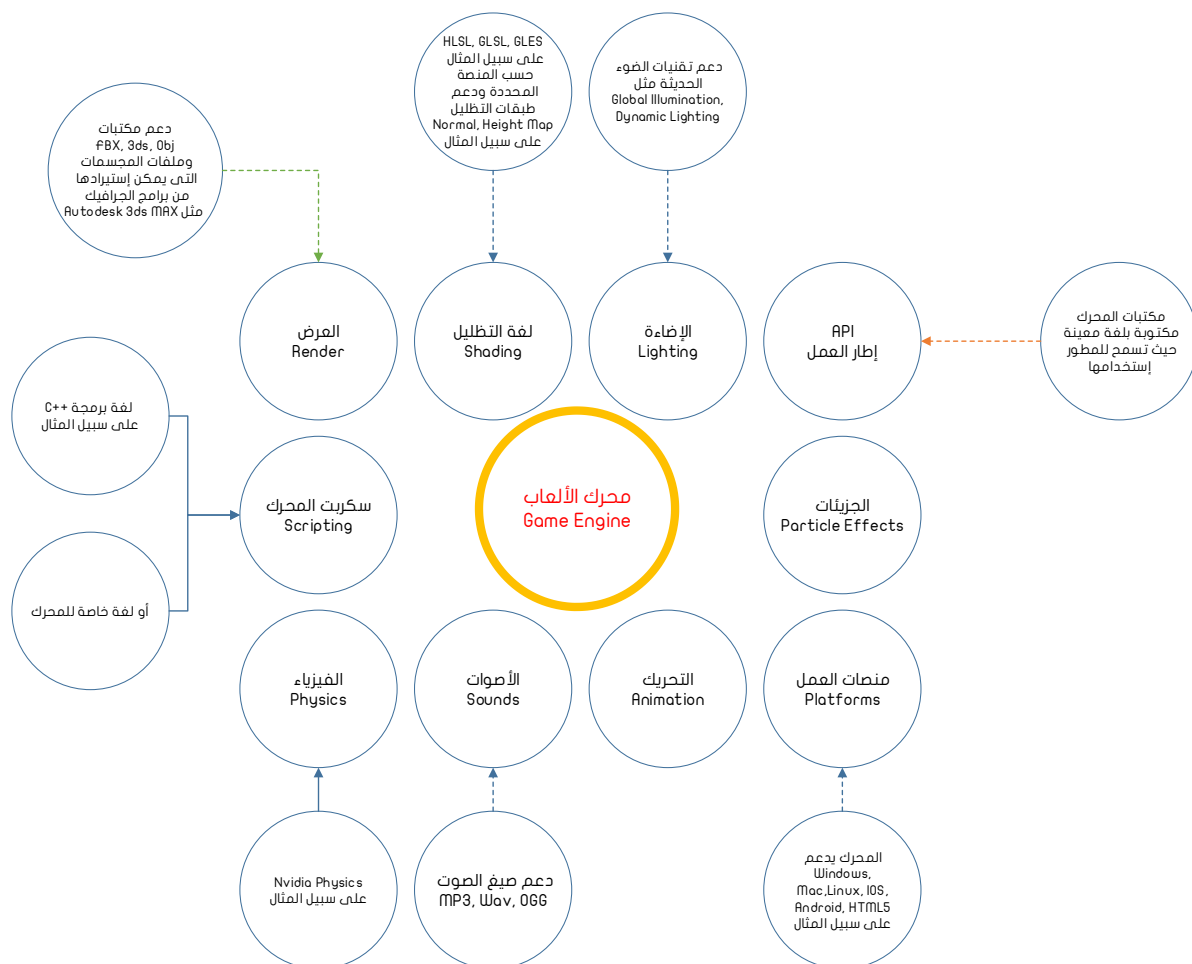 HLSL, GLSL, GLES
على سبيل المثال
حسب المنصة
المحددة ودعم
طبقات التظليل
Normal, Height Map
على سبيل المثال
دعم تقنيات الضوء
الحديثة مثل
Global Illumination,
Dynamic Lighting
دعم مكتبات
FBX, 3ds, Obj
وملفات المجسمات
التى يمكن إستيرادها
من برامج الجرافيك
مثل Autodesk 3ds MAX
العرض
Render
لغة التظليل
Shading
الإضاءة
Lighting
API
إطار العمل
مكتبات المحرك
مكتوبة بلغة معينة
حيث تسمح للمطور
إستخدامها
لغة برمجة C++
على سبيل المثال
سكربت المحرك
Scripting
محرك الألعاب
Game Engine
الجزيئات
Particle Effects
أو لغة خاصة للمحرك
الفيزياء
Physics
الأصوات
Sounds
التحريك
Animation
منصات العمل
Platforms
Nvidia Physics
على سبيل المثال
دعم صيغ الصوت
MP3, Wav, OGG
المحرك يدعم
Windows,
Mac,Linux, IOS,
Android, HTML5
على سبيل المثال